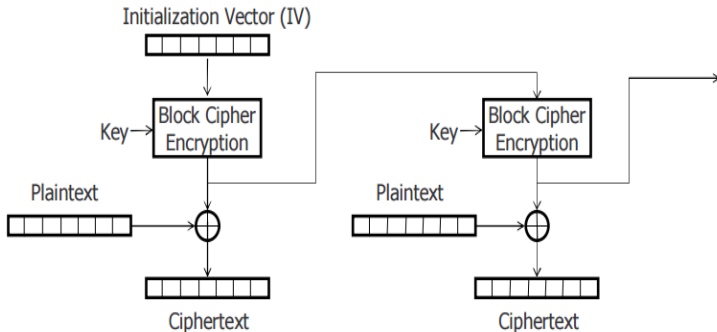 Initialization Vector (IV)
Block Cipher
Encryption
Key
Block Cipher
Encryption
Key
Plaintext
Plaintext
Ciphertext
Ciphertext